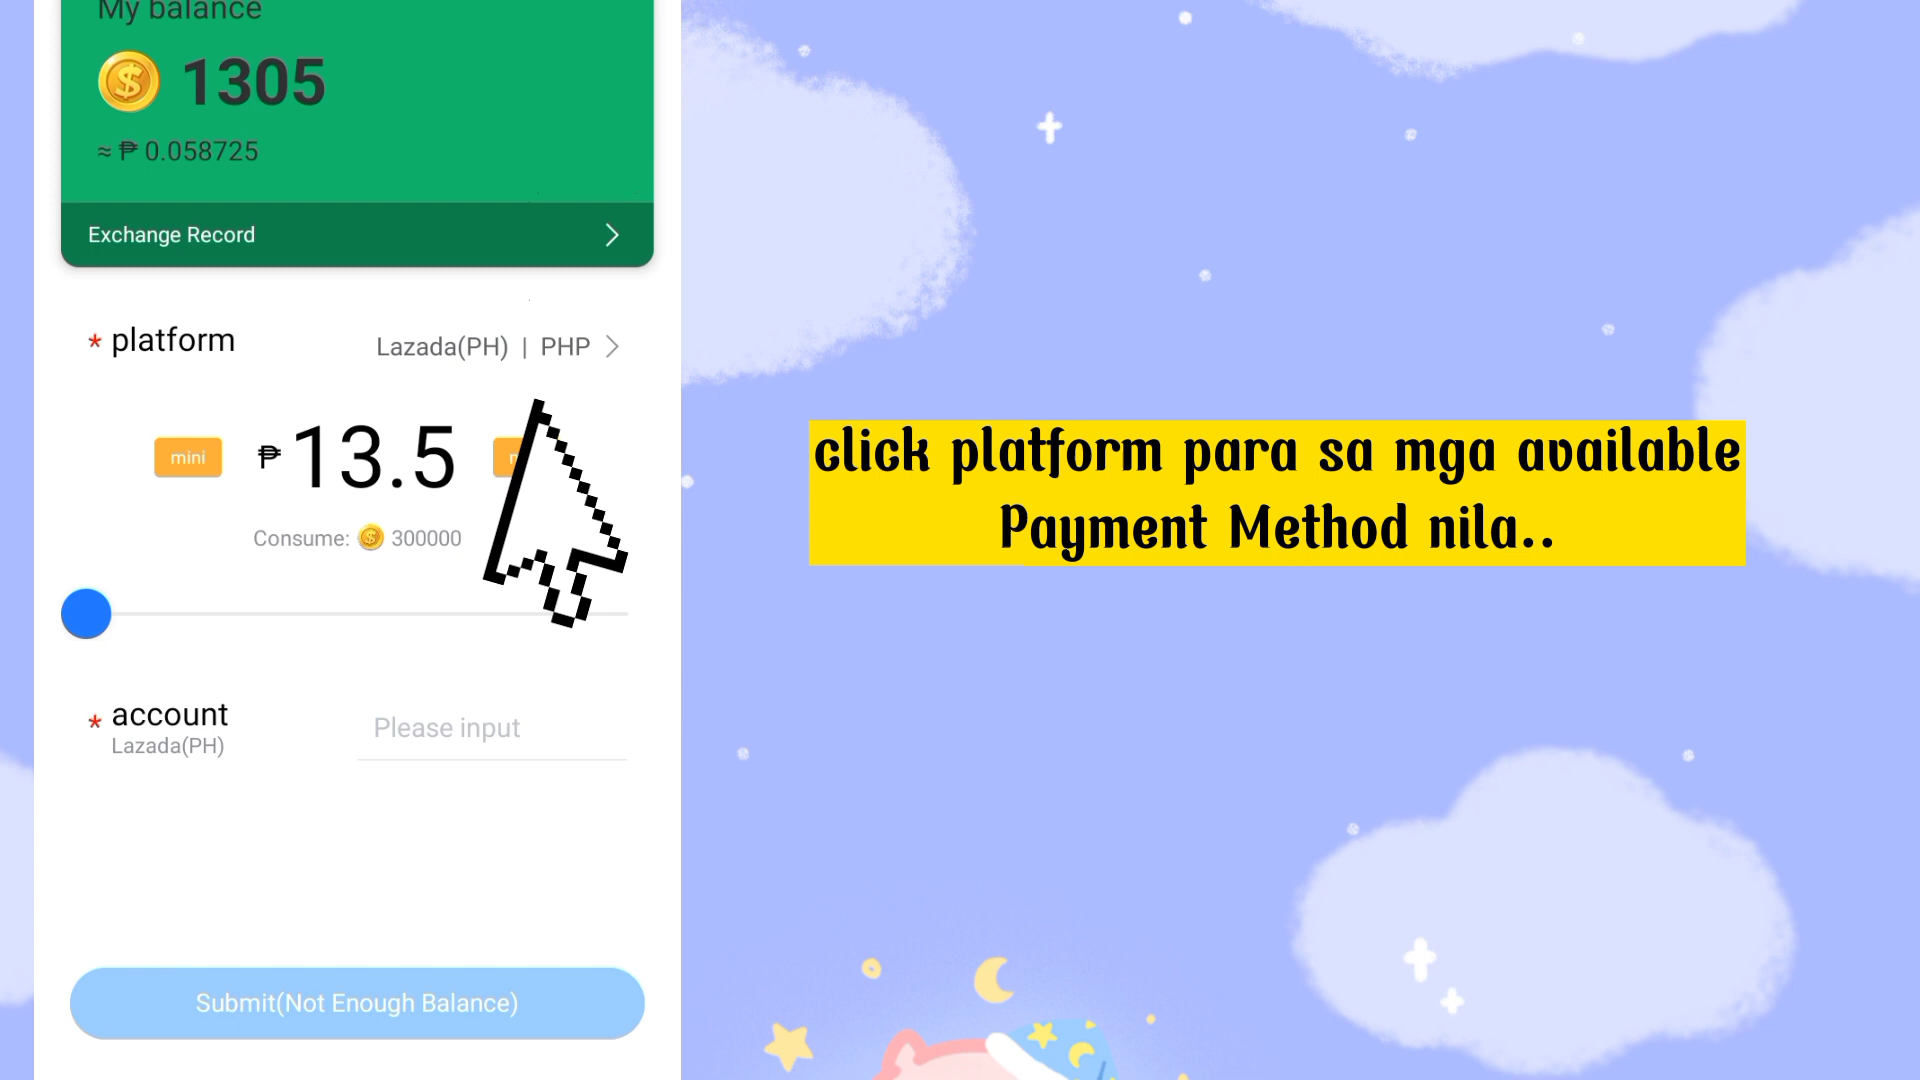 My balance
1305
≈ ₱ 0.058725
Exchange Record
* platform
Lazada(PH) | PHP
mini
₱ 13.5
Consume: 300000
* account
Lazada(PH)
Please input
Submit(Not Enough Balance)
click platform para sa mga available
Payment Method nila..